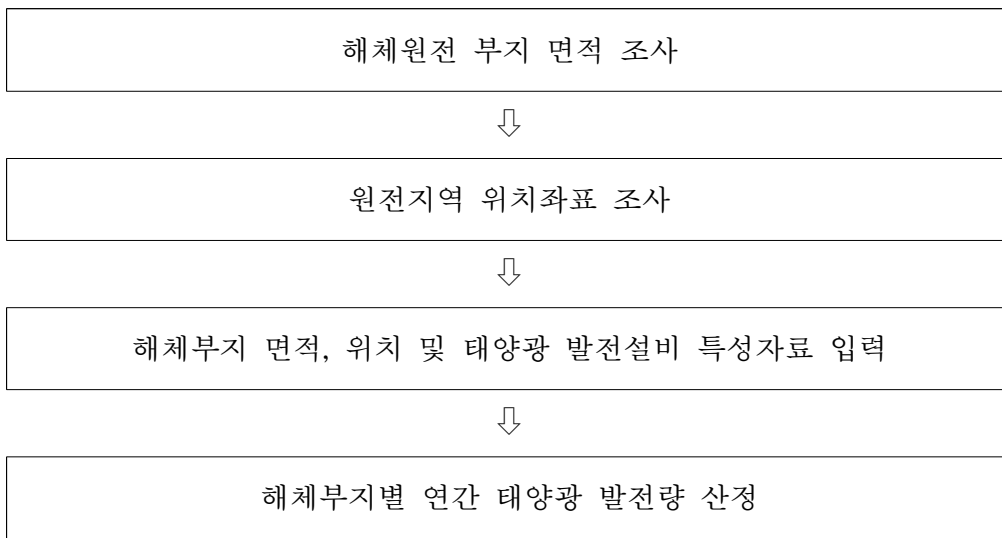 해체원전 부지 면적 조사
⇩
원전지역 위치좌표 조사
⇩
해체부지 면적, 위치 및 태양광 발전설비 특성자료 입력
⇩
해체부지별 연간 태양광 발전량 산정